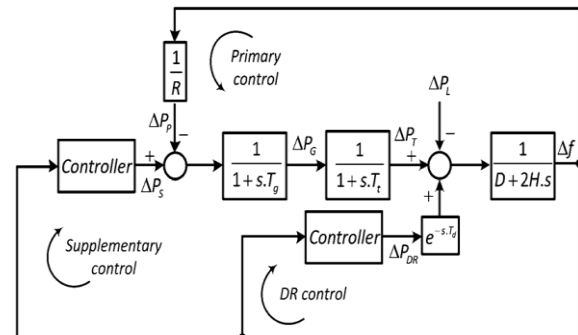 1
R
Primary
control
ΔP_P
−
ΔP_L
−
Controller
+
ΔP_S
1
1+s.T_g
ΔP_G
1
1+s.T_t
ΔP_T
+
1
D+2H.s
Δf
+
Controller
ΔP_DR
e^{-s.T_d}
Supplementary
control
DR control